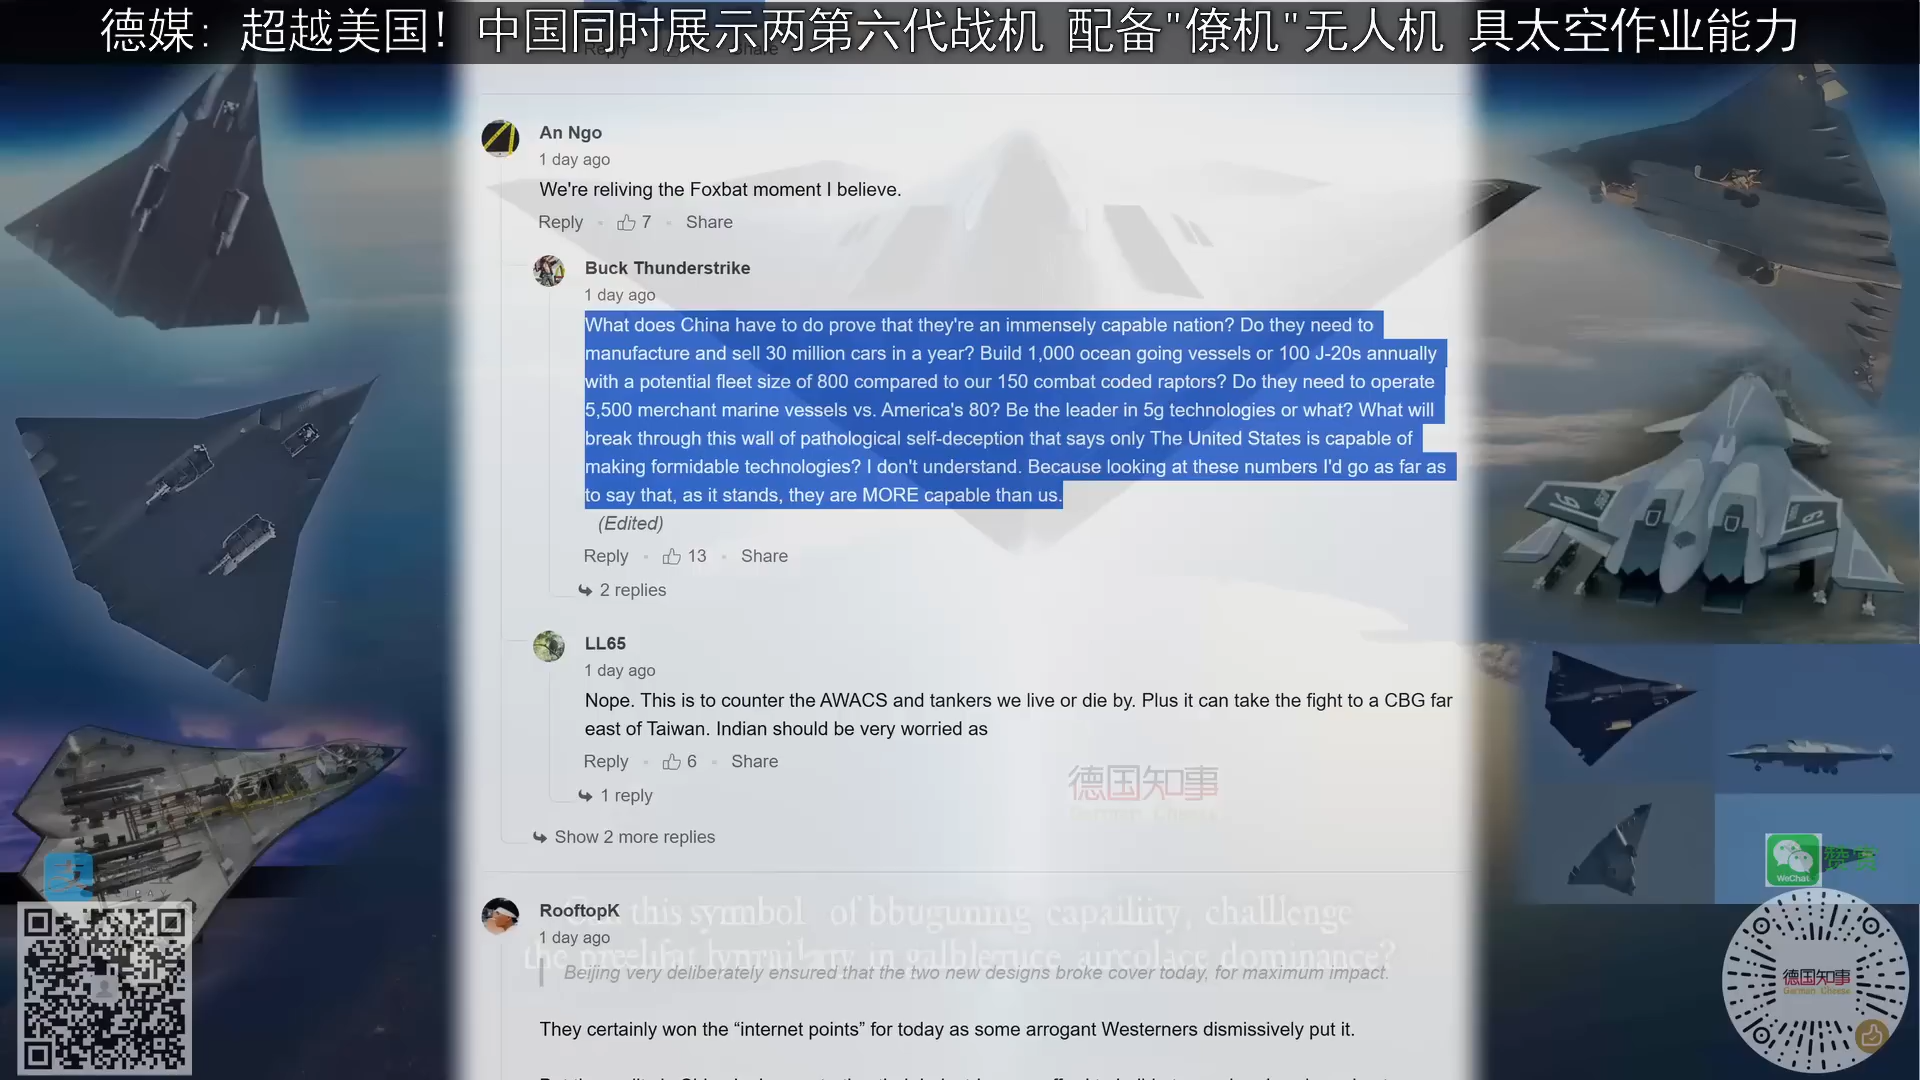 德媒: 超越美国! 中国同时展示两第六代战机 配备"僚机"无人机 具太空作业能力
Reply Share
An Ngo
1 day ago
We're reliving the Foxbat moment I believe.
Reply 7 Share
Buck Thunderstrike
1 day ago
What does China have to do prove that they're an immensely capable nation? Do they need to
manufacture and sell 30 million cars in a year? Build 1,000 ocean going vessels or 100 J-20s annually
with a potential fleet size of 800 compared to our 150 combat coded raptors? Do they need to operate
5,500 merchant marine vessels vs. America's 80? Be the leader in 5g technologies or what? What will
break through this wall of pathological self-deception that says only The United States is capable of
making formidable technologies? I don't understand. Because looking at these numbers I'd go as far as
to say that, as it stands, they are MORE capable than us.
(Edited)
Reply 13 Share
2 replies
LL65
1 day ago
Nope. This is to counter the AWACS and tankers we live or die by. Plus it can take the fight to a CBG far
east of Taiwan. Indian should be very worried as
Reply 6 Share
德国知事
German Cheese
1 reply
Show 2 more replies
WeChat
RooftopK
this symbol of bbuguning capaility, challlenge
1 day ago
Beijing very deliberately ensured that the two new designs broke cover today, for maximum impact.
德国知事
German Cheese
They certainly won the “internet points” for today as some arrogant Westerners dismissively put it.